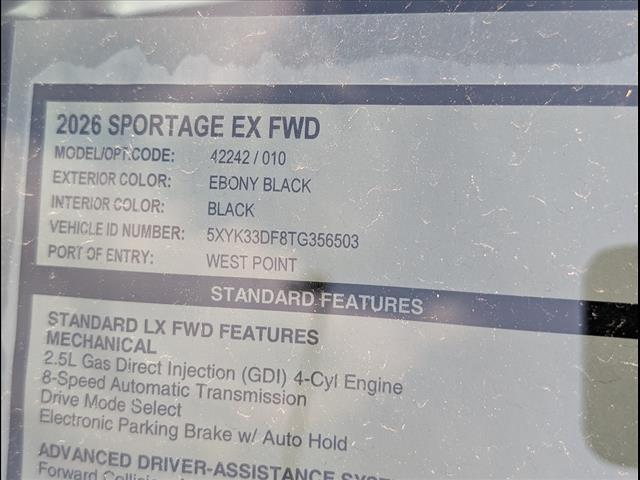 2026 SPORTAGE EX FWD
MODEL/OPT.CODE: 42242 / 010
EXTERIOR COLOR: EBONY BLACK
INTERIOR COLOR: BLACK
VEHICLE ID NUMBER: 5XYK33DF8TG356503
PORT OF ENTRY: WEST POINT
STANDARD FEATURES
STANDARD LX FWD FEATURES
MECHANICAL
2.5L Gas Direct Injection (GDI) 4-Cyl Engine
8-Speed Automatic Transmission
Drive Mode Select
Electronic Parking Brake w/ Auto Hold
ADVANCED DRIVER-ASSISTANCE
Forward